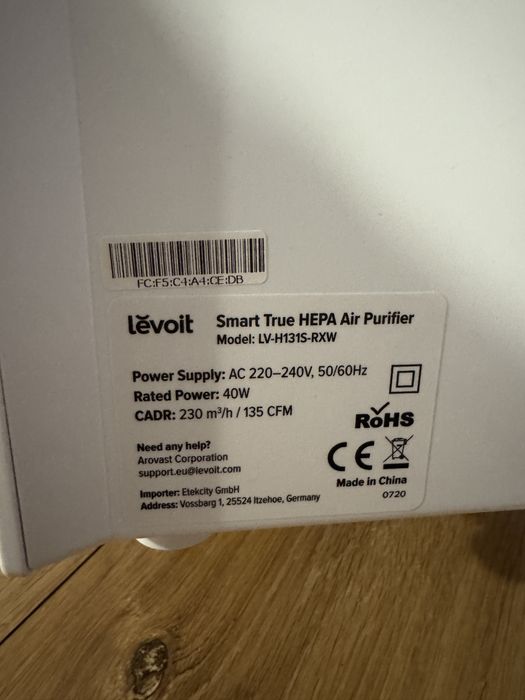 FC:F5:C4:A4:CE:DB
levoit Smart True HEPA Air Purifier
Model: LV-H131S-RXW
Power Supply: AC 220–240V, 50/60Hz
Rated Power: 40W
CADR: 230 m³/h / 135 CFM
RoHS
Need any help?
Arovast Corporation
support.eu@levoit.com
CE
Made in China
0720
Importer: Etekcity GmbH
Address: Vossbarg 1, 25524 Itzehoe, Germany